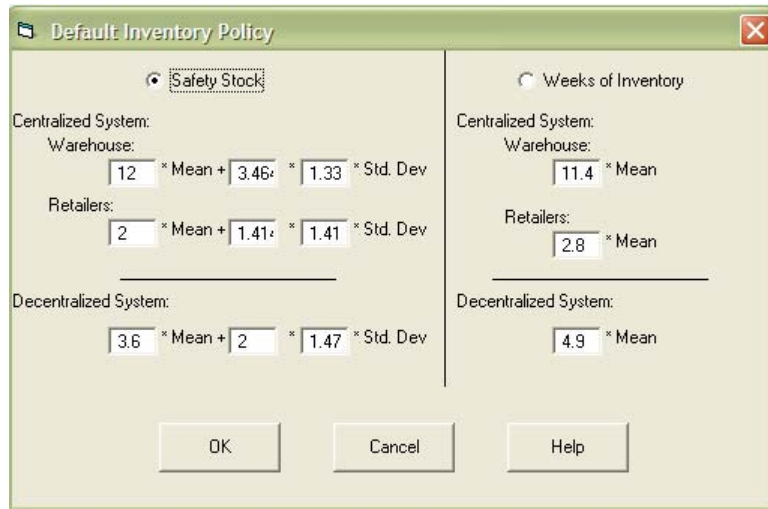 Default Inventory Policy
Safety Stock
Centralized System:
Warehouse:
12 * Mean + 3.464 * 1.33 * Std. Dev
Retailers:
2 * Mean + 1.414 * 1.41 * Std. Dev
Decentralized System:
3.6 * Mean + 2 * 1.47 * Std. Dev
Weeks of Inventory
Centralized System:
Warehouse:
11.4 * Mean
Retailers:
2.8 * Mean
Decentralized System:
4.9 * Mean
OK Cancel Help